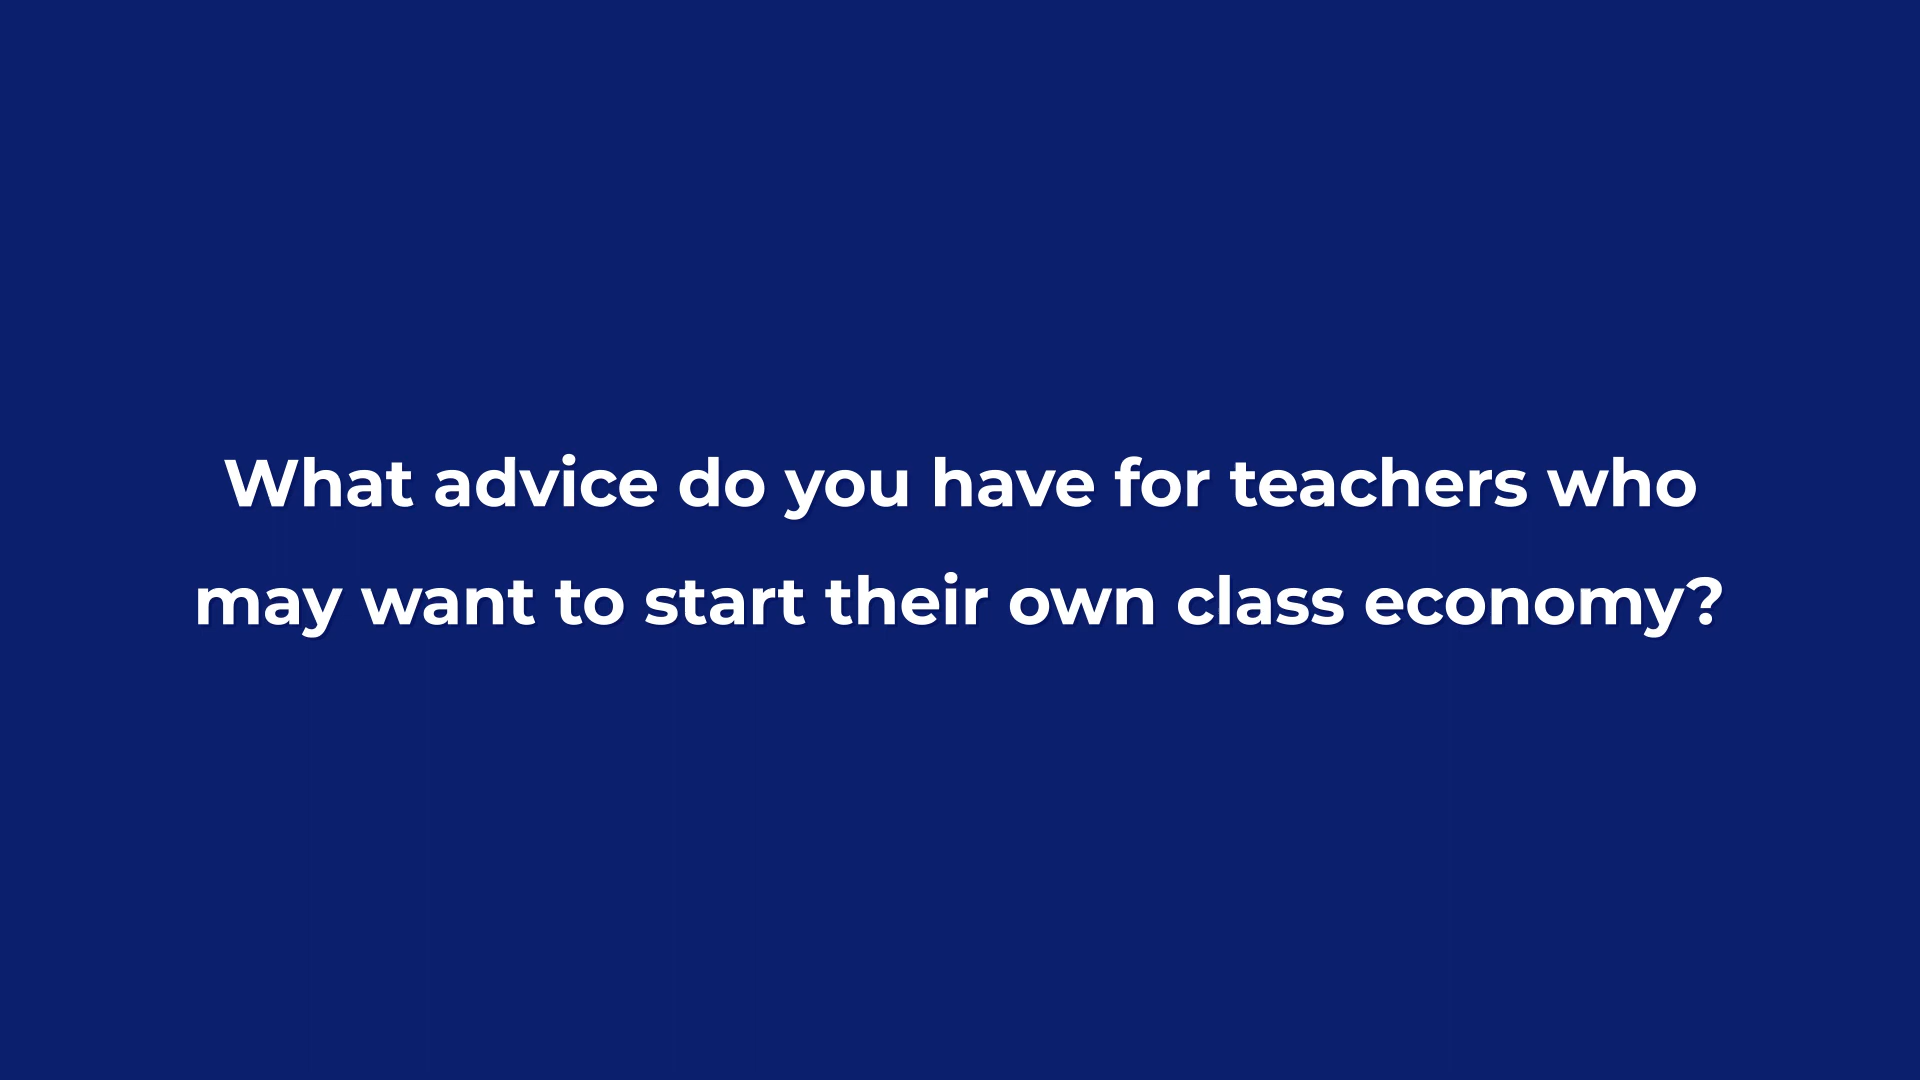 What advice do you have for teachers who
may want to start their own class economy?